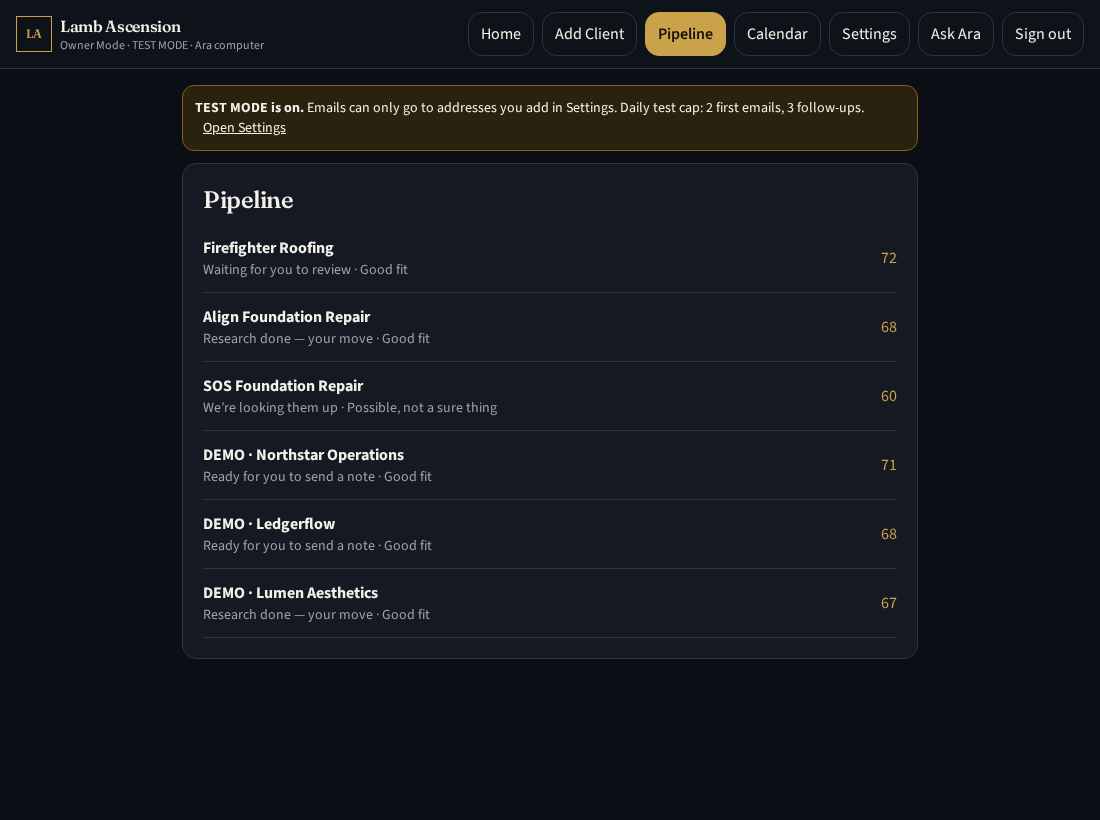 LA
Lamb Ascension
Owner Mode · TEST MODE · Ara computer
Home
Add Client
Pipeline
Calendar
Settings
Ask Ara
Sign out
TEST MODE is on. Emails can only go to addresses you add in Settings. Daily test cap: 2 first emails, 3 follow-ups.
Open Settings
Pipeline
Firefighter Roofing
Waiting for you to review · Good fit
72
Align Foundation Repair
Research done — your move · Good fit
68
SOS Foundation Repair
We're looking them up · Possible, not a sure thing
60
DEMO · Northstar Operations
Ready for you to send a note · Good fit
71
DEMO · Ledgerflow
Ready for you to send a note · Good fit
68
DEMO · Lumen Aesthetics
Research done — your move · Good fit
67